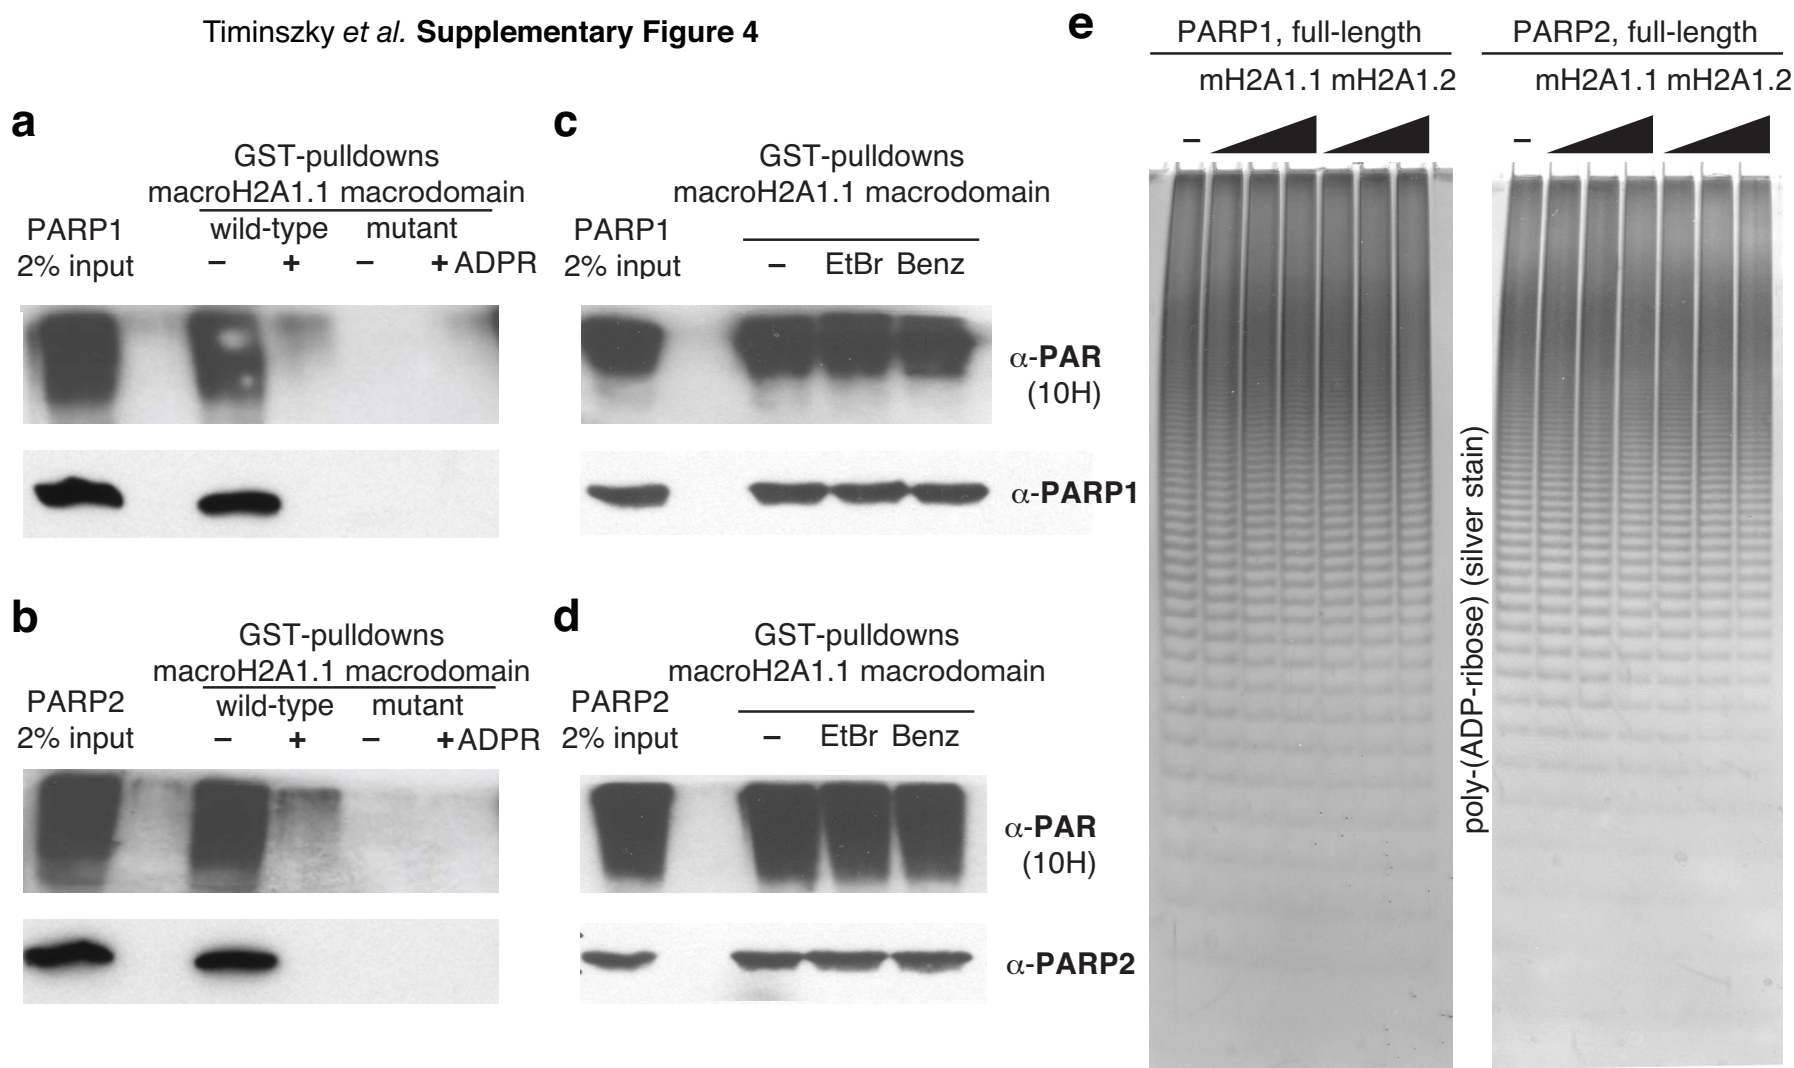 Timinszky et al. Supplementary Figure 4
a
GST-pulldowns
macroH2A1.1 macrodomain
PARP1
2% input
wild-type mutant
– + – + ADPR
b
GST-pulldowns
macroH2A1.1 macrodomain
PARP2
2% input
wild-type mutant
– + – + ADPR
c
GST-pulldowns
macroH2A1.1 macrodomain
PARP1
2% input
– EtBr Benz
α-PAR
(10H)
α-PARP1
d
GST-pulldowns
macroH2A1.1 macrodomain
PARP2
2% input
– EtBr Benz
α-PAR
(10H)
α-PARP2
e
PARP1, full-length
mH2A1.1 mH2A1.2
–
poly-(ADP-ribose) (silver stain)
PARP2, full-length
mH2A1.1 mH2A1.2
–